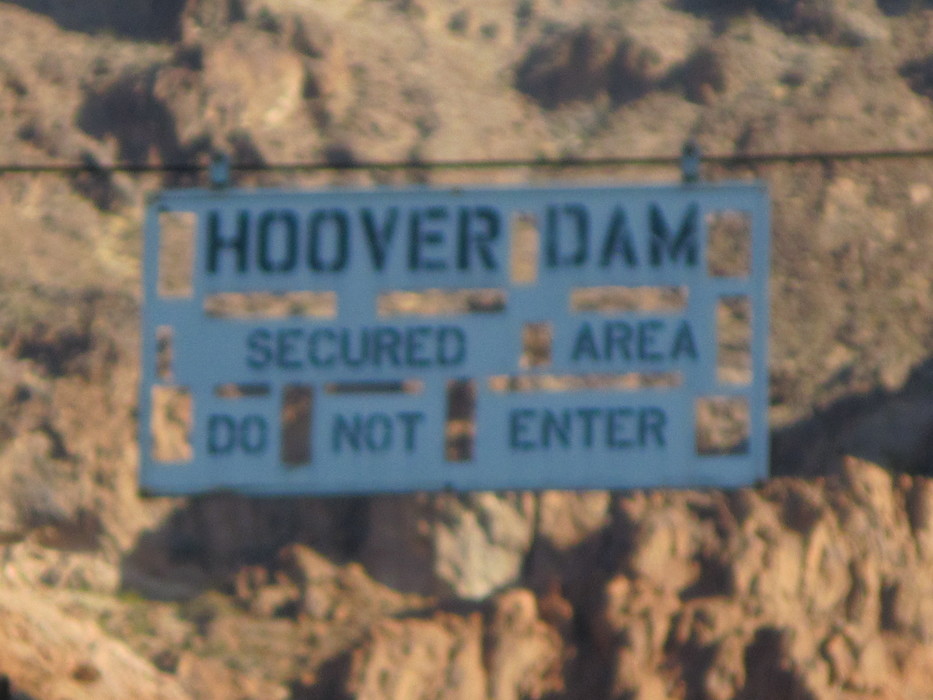 HOOVER DAM
SECURED AREA
DO NOT ENTER